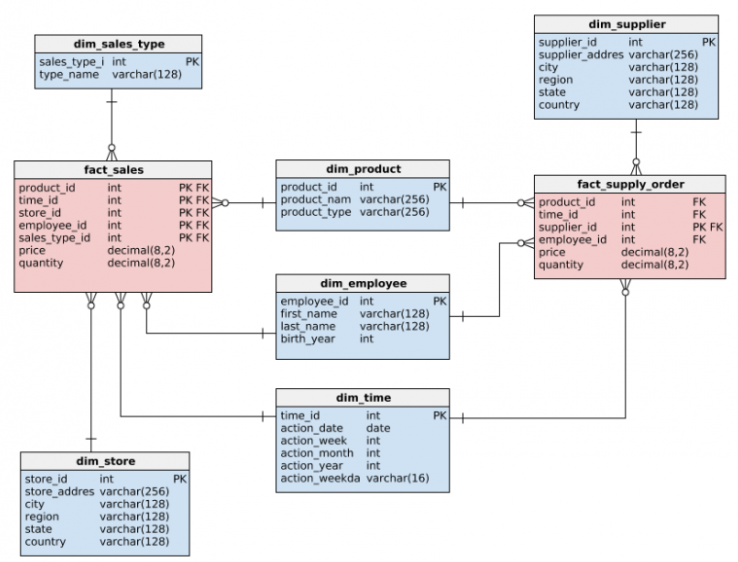 dim_sales_type
sales_type_i int PK
type_name varchar(128)
dim_supplier
supplier_id int PK
supplier_addres varchar(256)
city varchar(128)
region varchar(128)
state varchar(128)
country varchar(128)
fact_sales
product_id int PK FK
time_id int PK FK
store_id int PK FK
employee_id int PK FK
sales_type_id int PK FK
price decimal(8,2)
quantity decimal(8,2)
dim_product
product_id int PK
product_nam varchar(256)
product_type varchar(256)
fact_supply_order
product_id int FK
time_id int FK
supplier_id int PK FK
employee_id int FK
price decimal(8,2)
quantity decimal(8,2)
dim_employee
employee_id int PK
first_name varchar(128)
last_name varchar(128)
birth_year int
dim_time
time_id int PK
action_date date
action_week int
action_month int
action_year int
action_weekda varchar(16)
dim_store
store_id int PK
store_addres varchar(256)
city varchar(128)
region varchar(128)
state varchar(128)
country varchar(128)